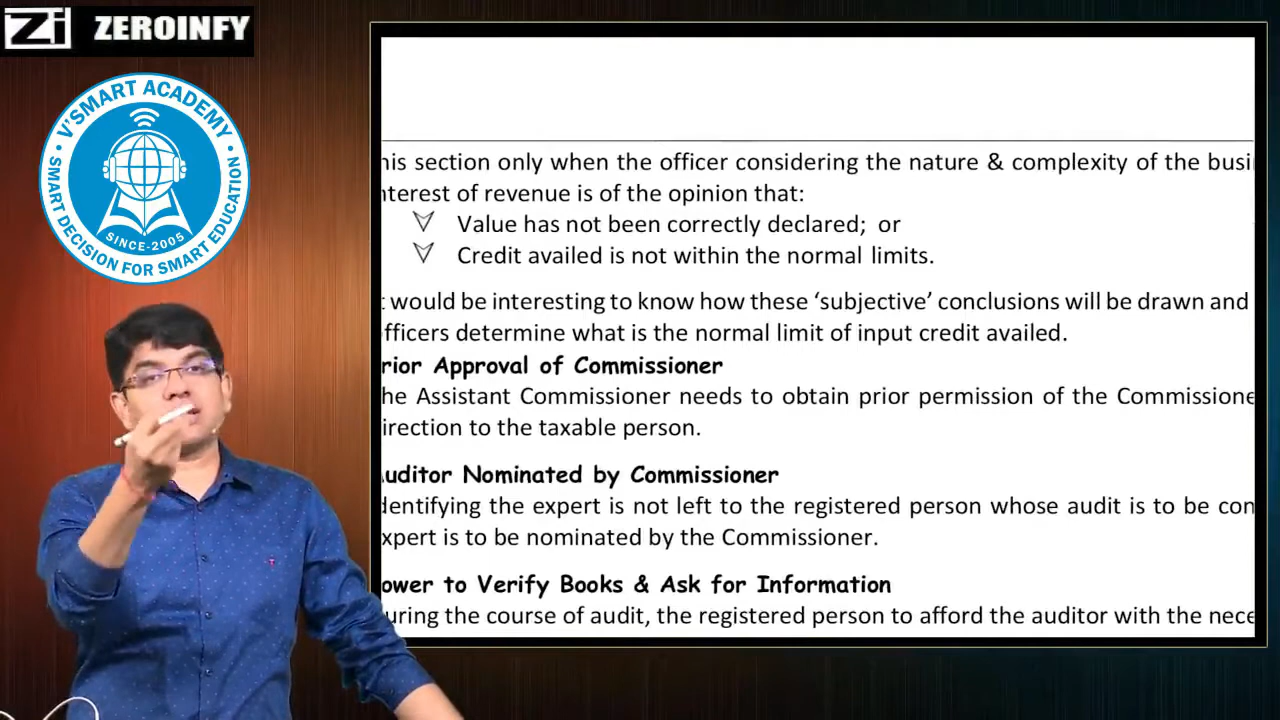 Zi ZEROINFY
V'SMART ACADEMY
SMART DECISION FOR SMART EDUCATION
SINCE-2005
his section only when the officer considering the nature & complexity of the busi
nterest of revenue is of the opinion that:
Value has not been correctly declared; or
Credit availed is not within the normal limits.
t would be interesting to know how these ‘subjective’ conclusions will be drawn and
fficers determine what is the normal limit of input credit availed.
rior Approval of Commissioner
he Assistant Commissioner needs to obtain prior permission of the Commissione
irection to the taxable person.
uditor Nominated by Commissioner
dentifying the expert is not left to the registered person whose audit is to be con
xpert is to be nominated by the Commissioner.
ower to Verify Books & Ask for Information
uring the course of audit, the registered person to afford the auditor with the nece